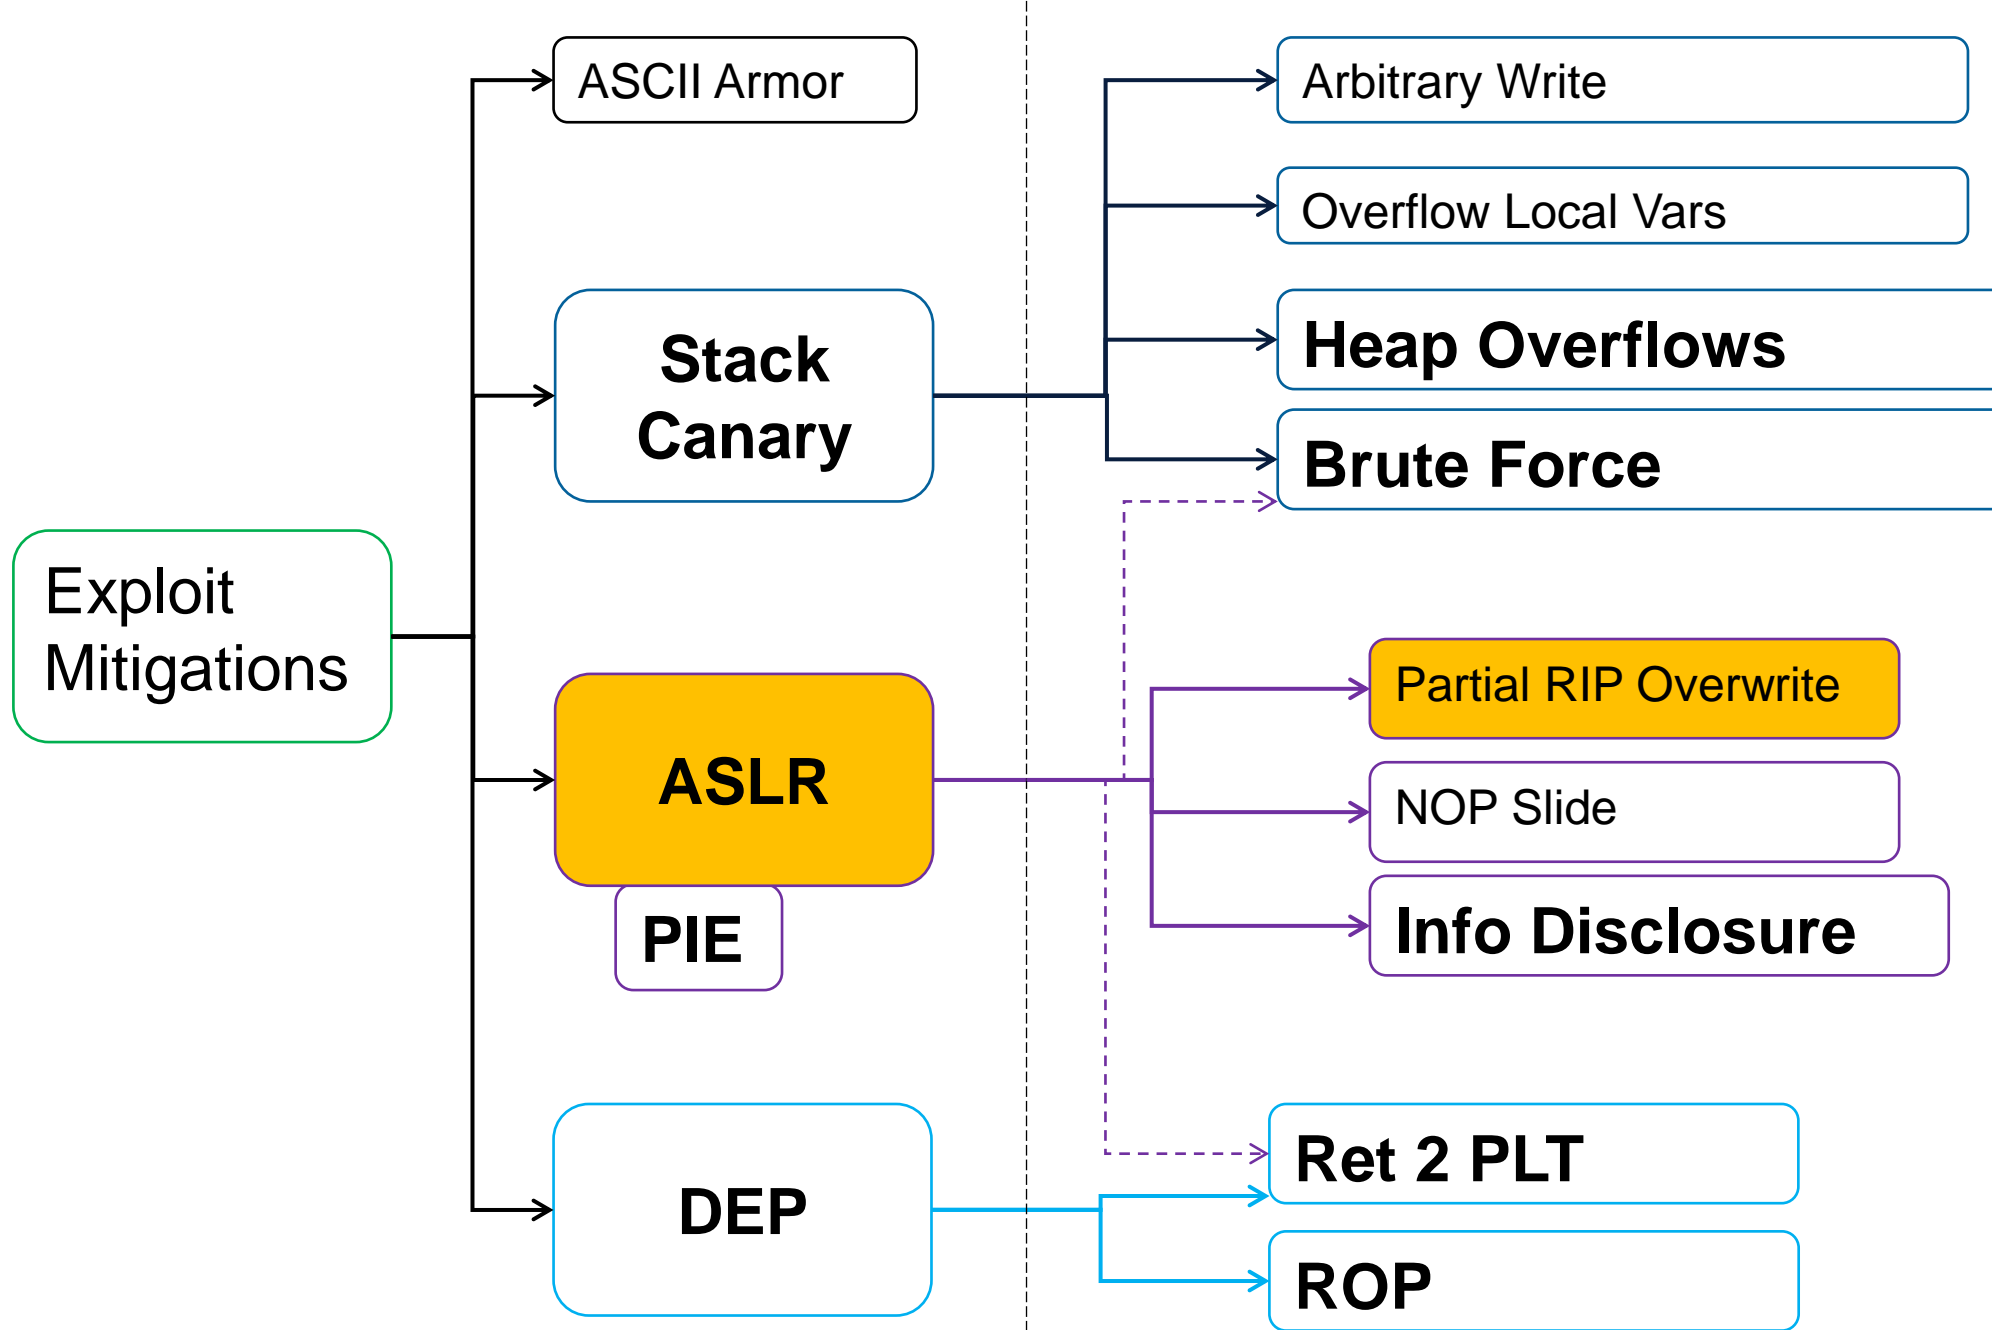 ASCII Armor
Arbitrary Write
Overflow Local Vars
Stack
Canary
Heap Overflows
Brute Force
Exploit
Mitigations
ASLR
PIE
Partial RIP Overwrite
NOP Slide
Info Disclosure
DEP
Ret 2 PLT
ROP